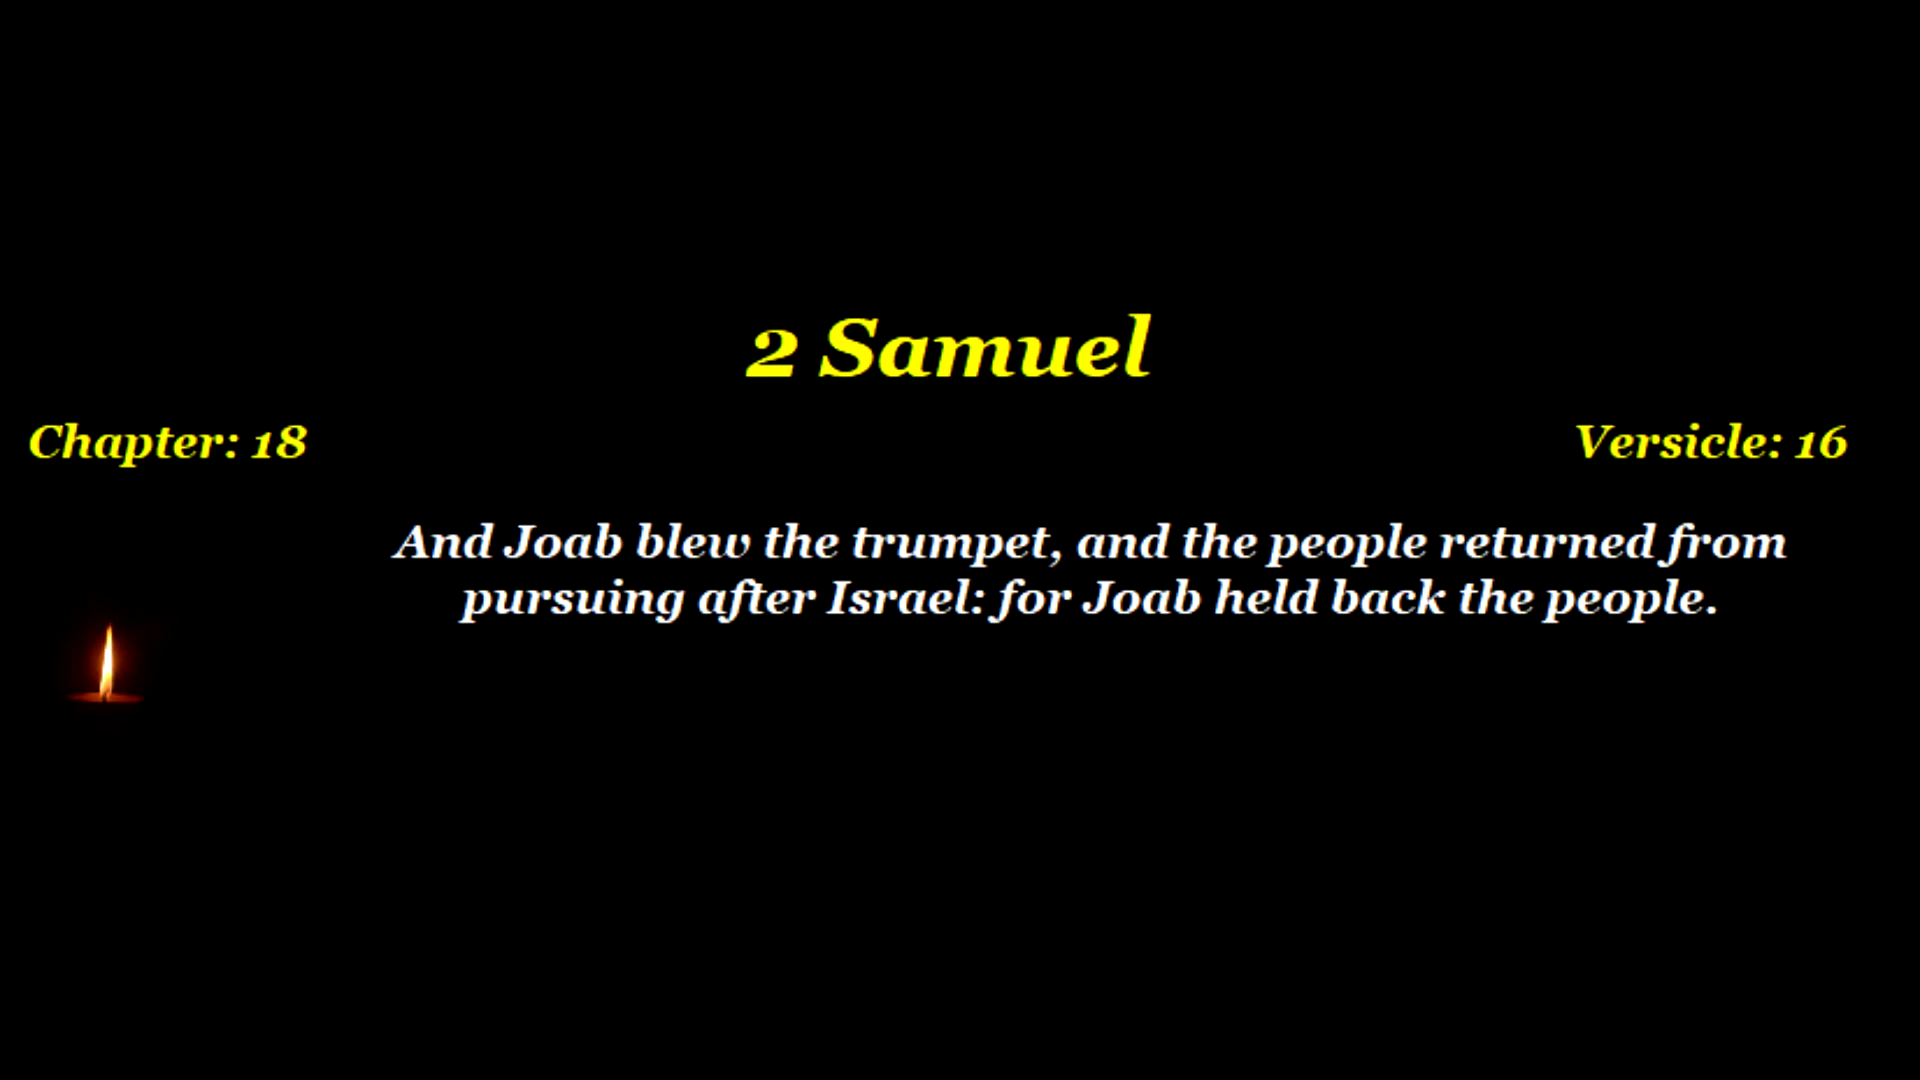 2 Samuel
Chapter: 18
Versicle: 16
And Joab blew the trumpet, and the people returned from
pursuing after Israel: for Joab held back the people.